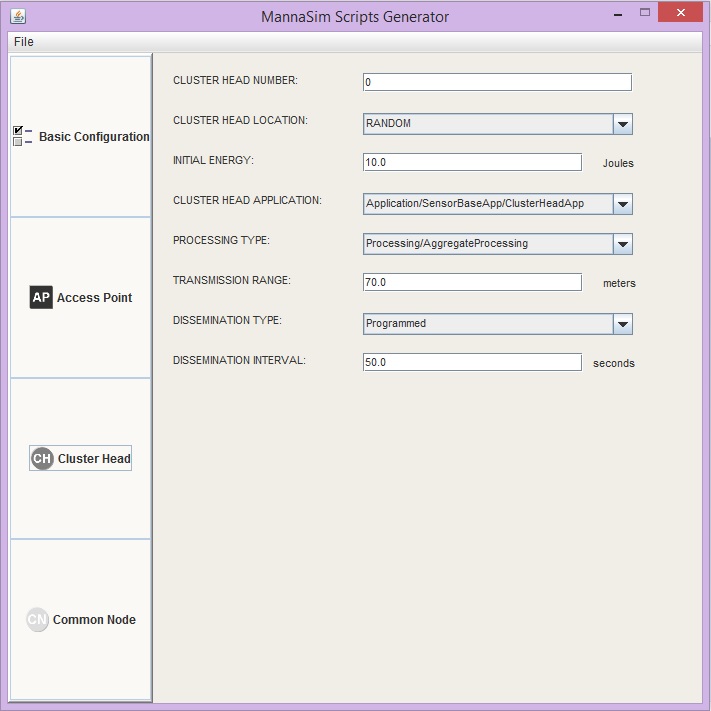 MannaSim Scripts Generator
File
Basic Configuration
AP Access Point
CH Cluster Head
CN Common Node
CLUSTER HEAD NUMBER: 0
CLUSTER HEAD LOCATION: RANDOM
INITIAL ENERGY: 10.0 Joules
CLUSTER HEAD APPLICATION: Application/SensorBaseApp/ClusterHeadApp
PROCESSING TYPE: Processing/AggregateProcessing
TRANSMISSION RANGE: 70.0 meters
DISSEMINATION TYPE: Programmed
DISSEMINATION INTERVAL: 50.0 seconds